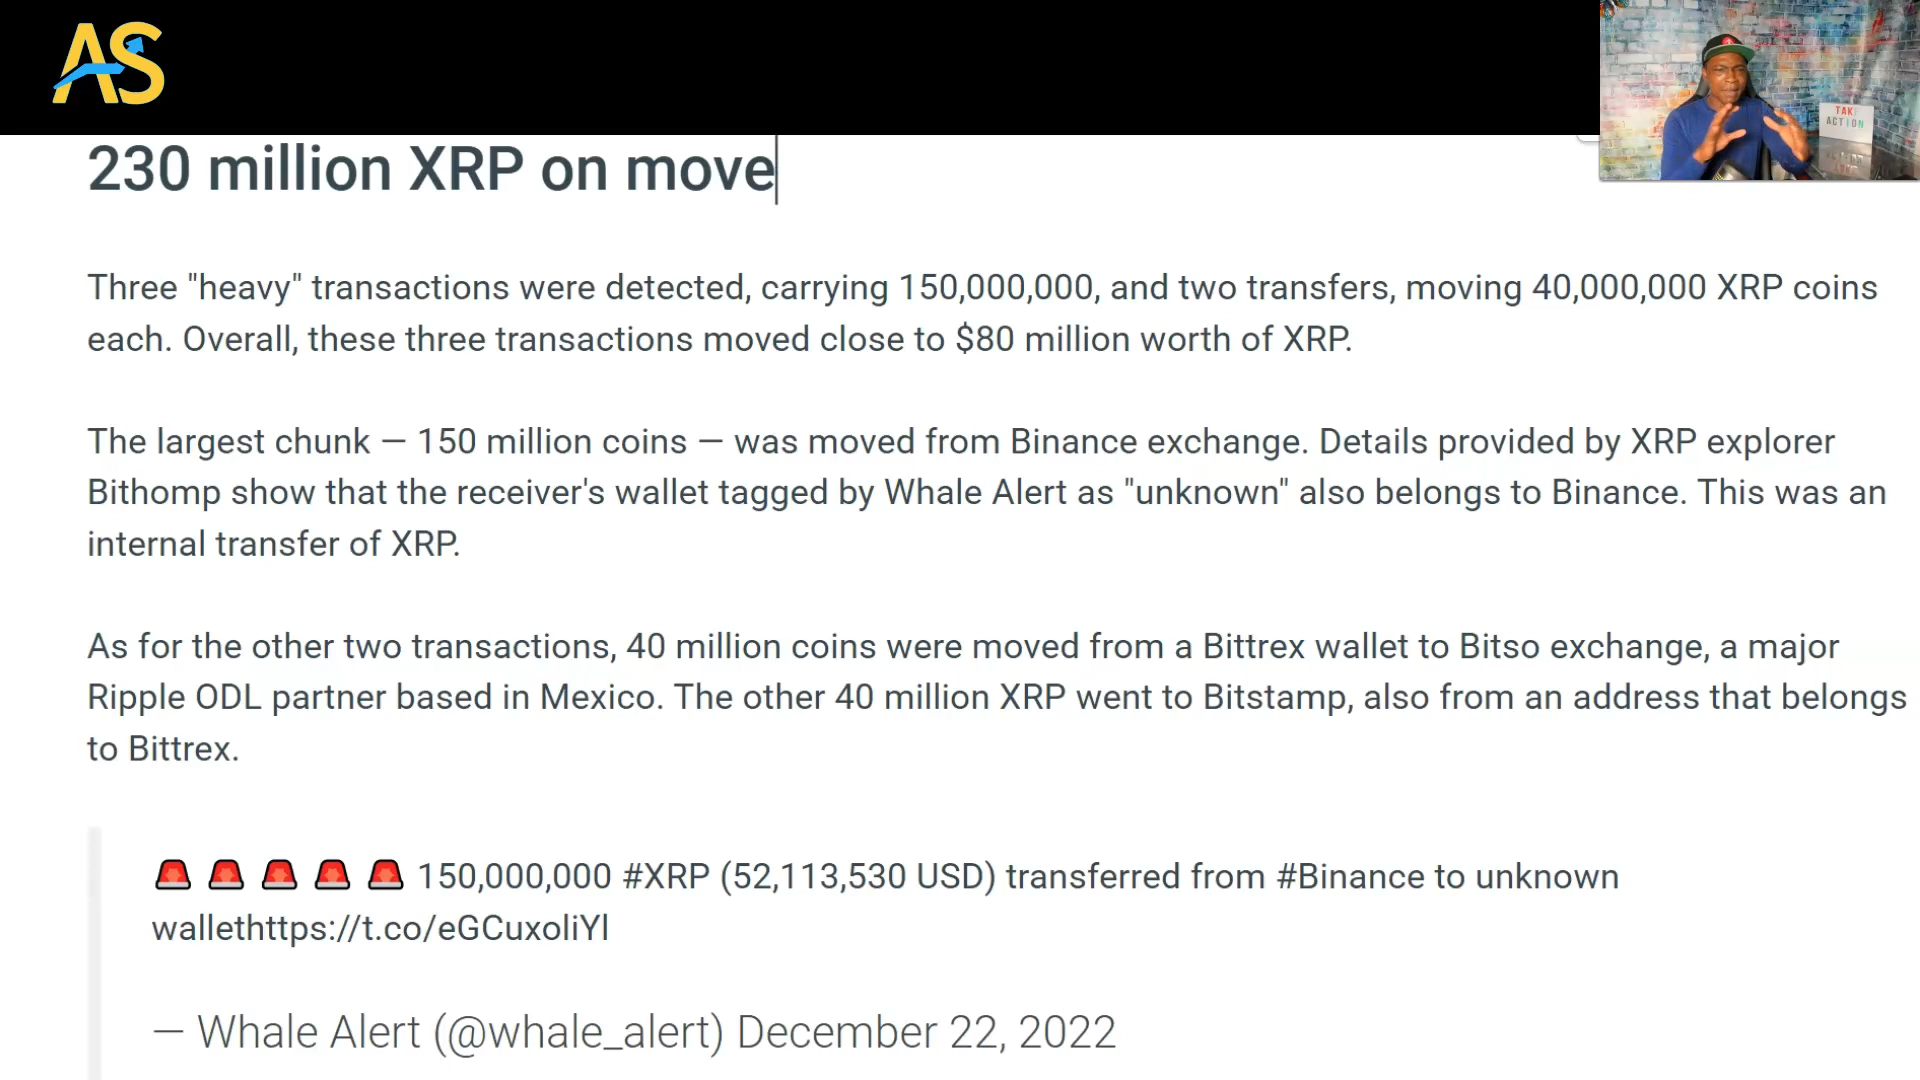 AS
TAKE
ACTION
230 million XRP on move
Three "heavy" transactions were detected, carrying 150,000,000, and two transfers, moving 40,000,000 XRP coins
each. Overall, these three transactions moved close to $80 million worth of XRP.
The largest chunk — 150 million coins — was moved from Binance exchange. Details provided by XRP explorer
Bithomp show that the receiver's wallet tagged by Whale Alert as "unknown" also belongs to Binance. This was an
internal transfer of XRP.
As for the other two transactions, 40 million coins were moved from a Bittrex wallet to Bitso exchange, a major
Ripple ODL partner based in Mexico. The other 40 million XRP went to Bitstamp, also from an address that belongs
to Bittrex.
🚨 🚨 🚨 🚨 🚨 150,000,000 #XRP (52,113,530 USD) transferred from #Binance to unknown
wallethttps://t.co/eGCuxoliYl
— Whale Alert (@whale_alert) December 22, 2022